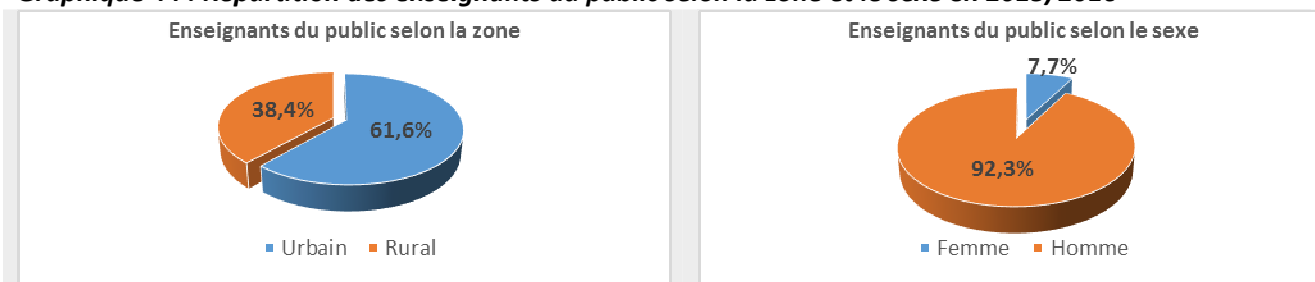 Enseignants du public selon la zone
38,4%
61,6%
Urbain Rural
Enseignants du public selon le sexe
7,7%
92,3%
Femme Homme